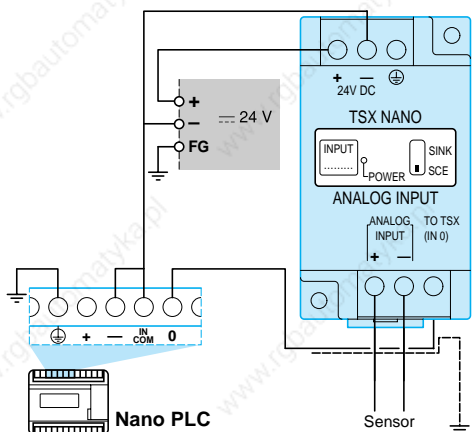 + — ⏚
24V DC
TSX NANO
INPUT
POWER
SINK
SCE
ANALOG INPUT
ANALOG
INPUT
TO TSX
(IN 0)
+ —
+
⎓ 24 V
–
FG
⏚ + — IN
COM 0
Nano PLC
Sensor
www.rgbautomatyka.pl